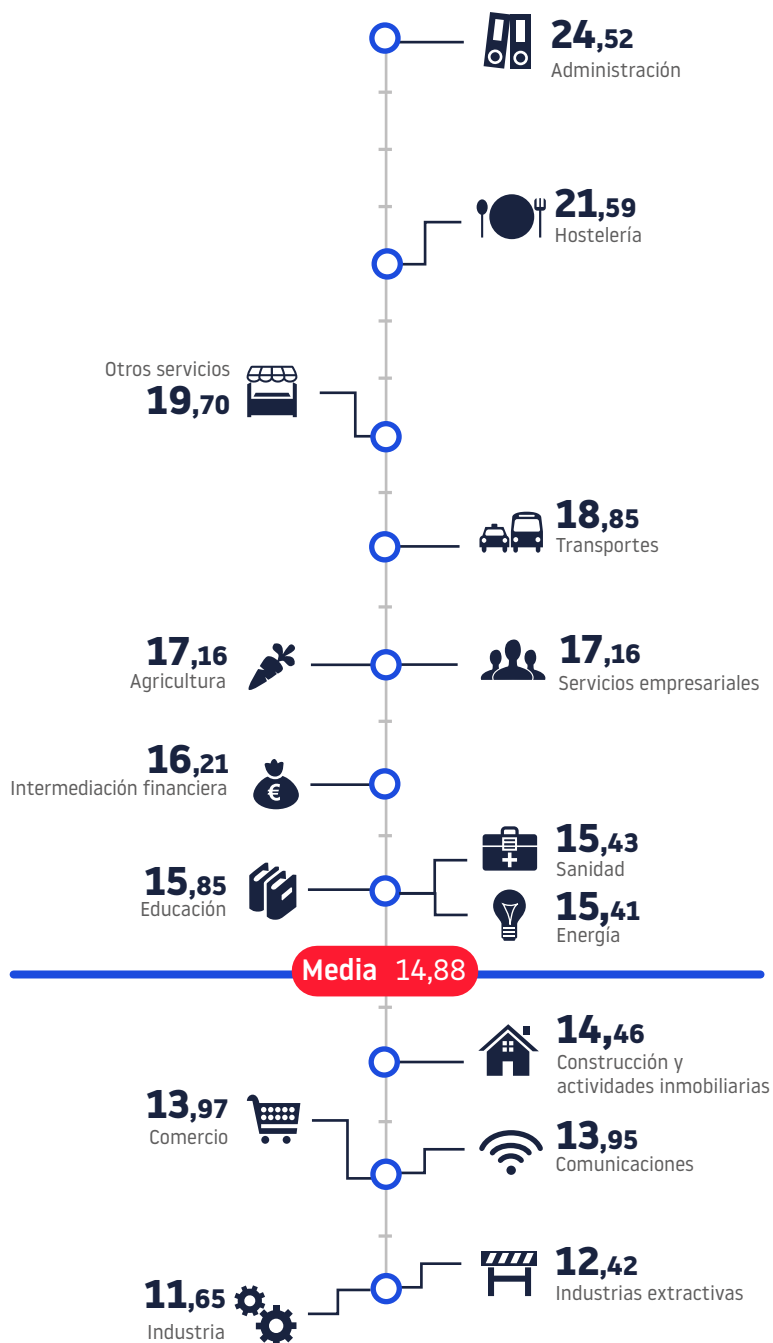 24,52
Administración
21,59
Hostelería
Otros servicios
19,70
18,85
Transportes
17,16
Agricultura
17,16
Servicios empresariales
16,21
Intermediación financiera
€
15,43
Sanidad
15,85
Educación
15,41
Energía
Media 14,88
14,46
Construcción y
actividades inmobiliarias
13,97
Comercio
13,95
Comunicaciones
12,42
Industrias extractivas
11,65
Industria